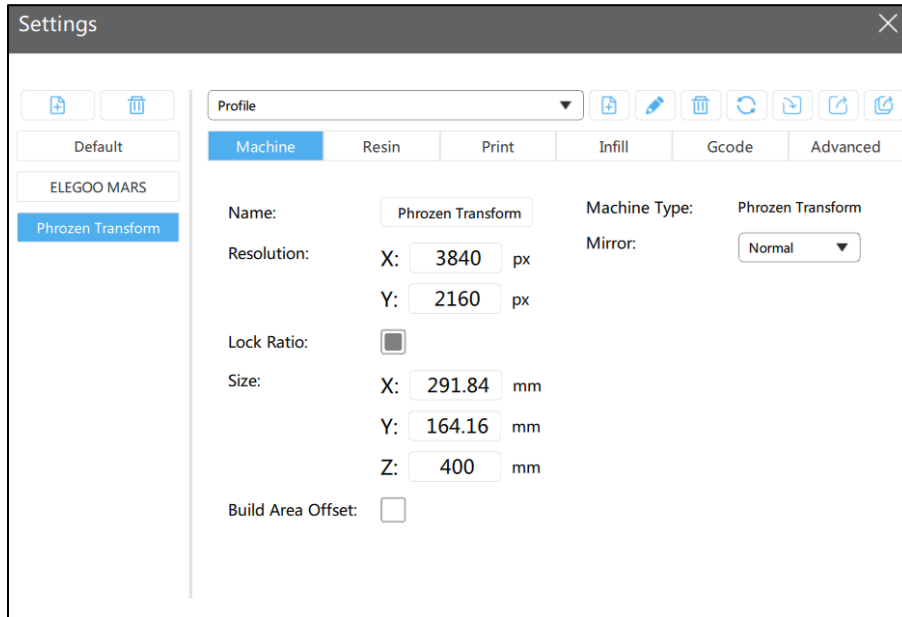 Settings
Default
ELEGOO MARS
Phrozen Transform
Profile
Machine Resin Print Infill Gcode Advanced
Name: Phrozen Transform
Resolution: X: 3840 px
Y: 2160 px
Lock Ratio:
Size: X: 291.84 mm
Y: 164.16 mm
Z: 400 mm
Build Area Offset:
Machine Type: Phrozen Transform
Mirror: Normal